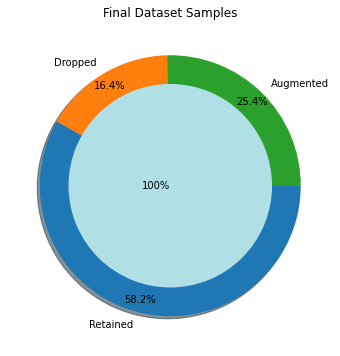 Final Dataset Samples
Dropped
16.4%
Augmented
25.4%
100%
58.2%
Retained